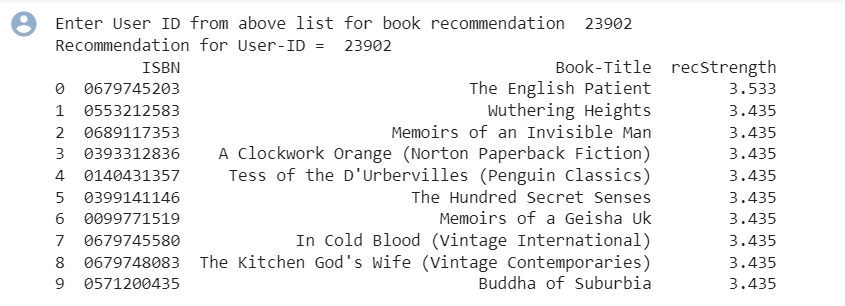 Enter User ID from above list for book recommendation 23902
Recommendation for User-ID = 23902
ISBN Book-Title recStrength
0 0679745203 The English Patient 3.533
1 0553212583 Wuthering Heights 3.435
2 0689117353 Memoirs of an Invisible Man 3.435
3 0393312836 A Clockwork Orange (Norton Paperback Fiction) 3.435
4 0140431357 Tess of the D'Urbervilles (Penguin Classics) 3.435
5 0399141146 The Hundred Secret Senses 3.435
6 0099771519 Memoirs of a Geisha Uk 3.435
7 0679745580 In Cold Blood (Vintage International) 3.435
8 0679748083 The Kitchen God's Wife (Vintage Contemporaries) 3.435
9 0571200435 Buddha of Suburbia 3.435